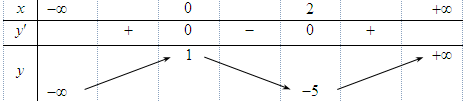 x −∞ 0 2 +∞
y′ + 0 − 0 +
1 +∞
y
−∞ −5